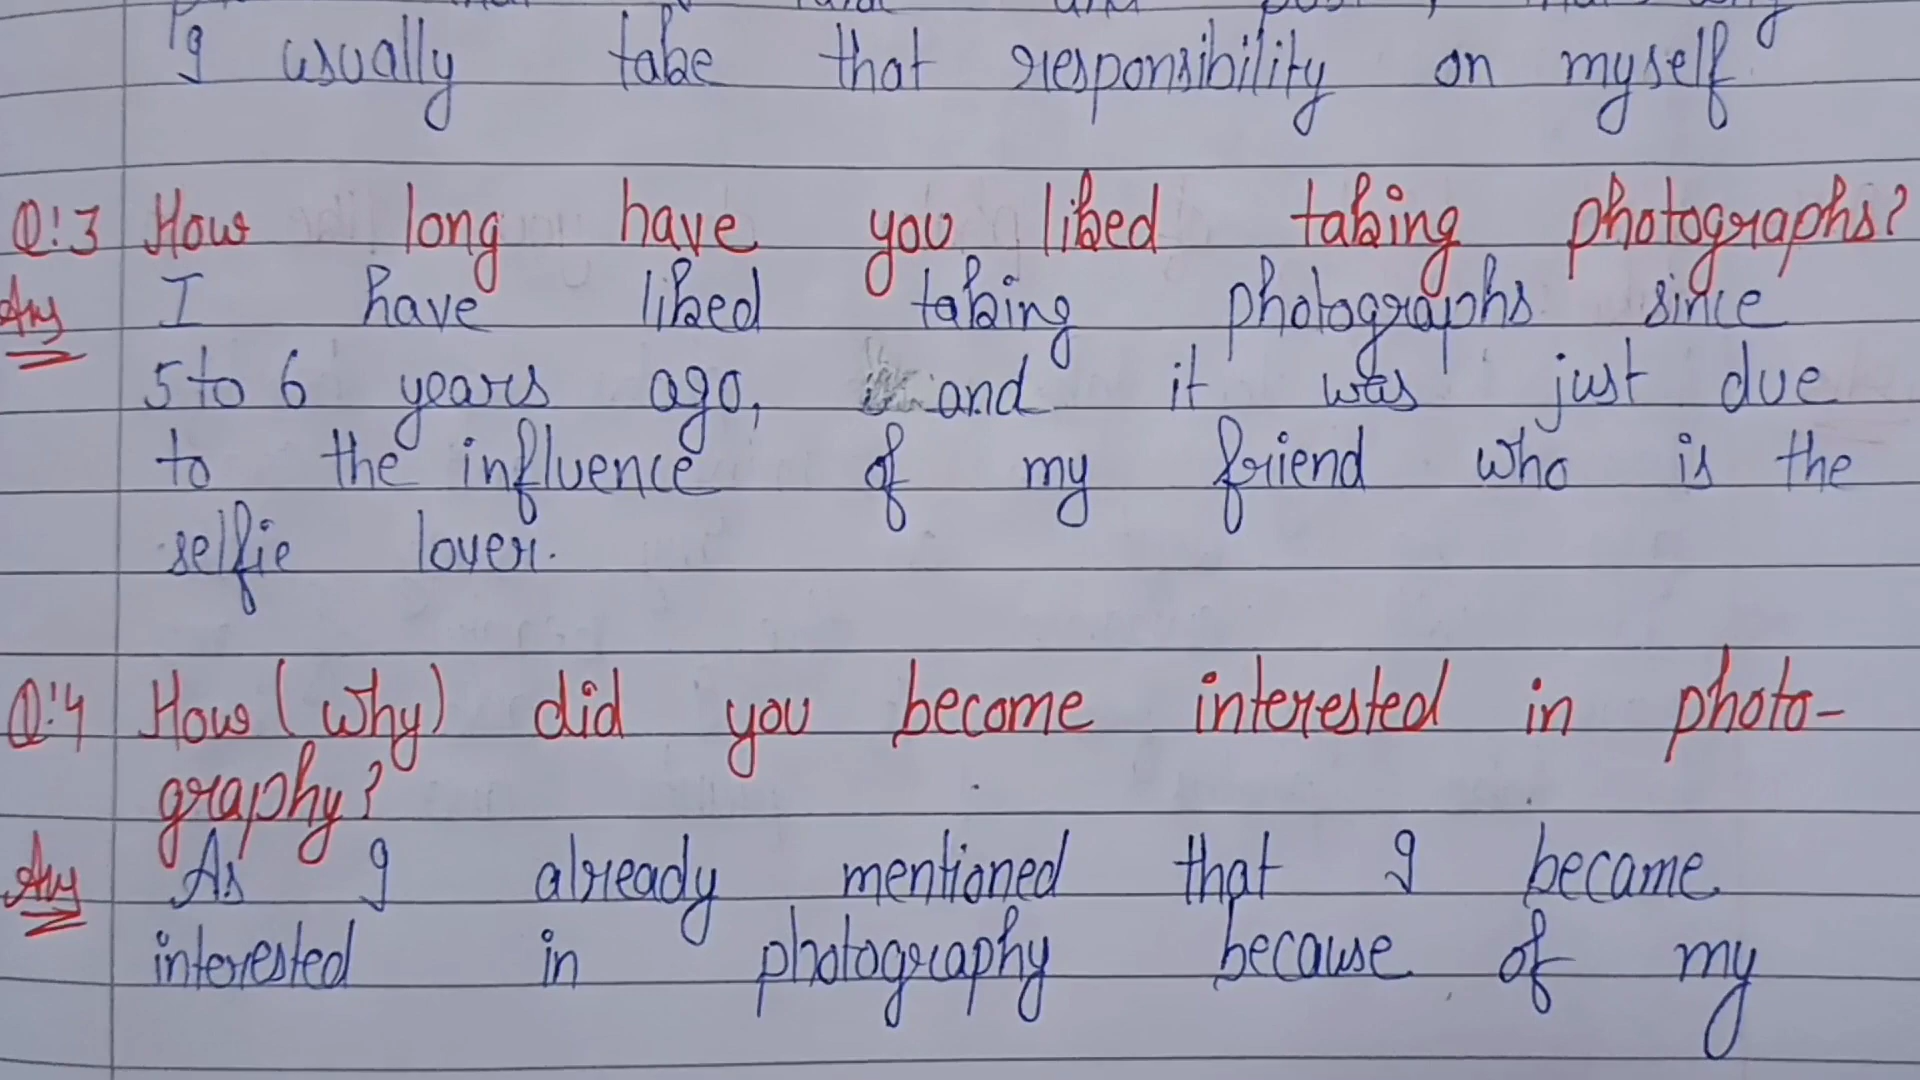 I usually take that responsibility on myself
Q:3 How long have you liked taking photographs?
Ans I have liked taking photographs since
5 to 6 years ago, and it was just due
to the influence of my friend who is the
selfie lover.
Q:4 How (why) did you become interested in photo-
graphy?
Ans As I already mentioned that I became
interested in photography because of my